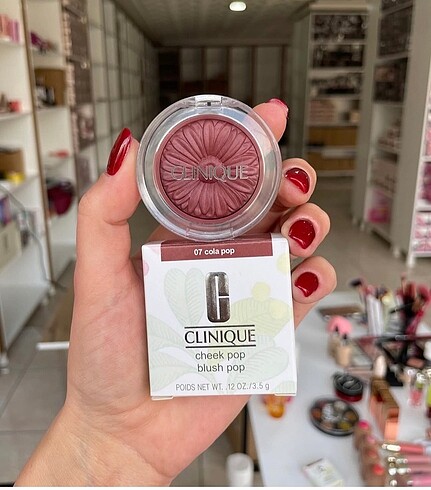 CLINIQUE
07 cola pop
C
CLINIQUE
cheek pop
blush pop
POIDS NET WT. .12 OZ./3.5 g